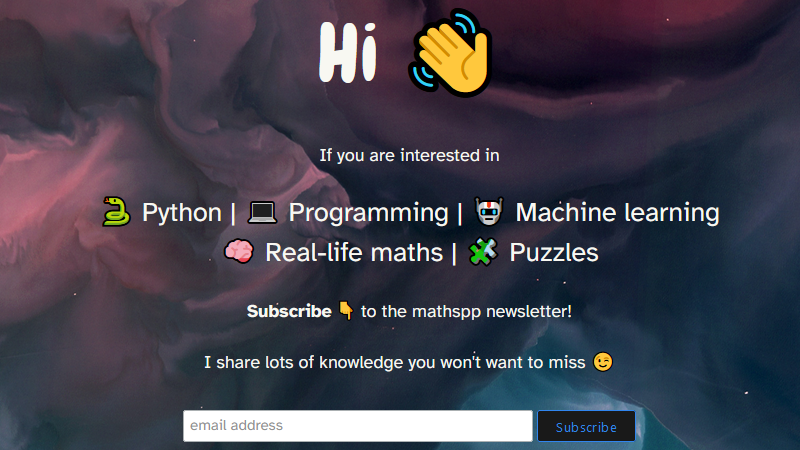 Hi 👋
If you are interested in
🐍 Python | 💻 Programming | 🤖 Machine learning
🧠 Real-life maths | 🧩 Puzzles
Subscribe 👇 to the mathspp newsletter!
I share lots of knowledge you won't want to miss 😉
email address
Subscribe